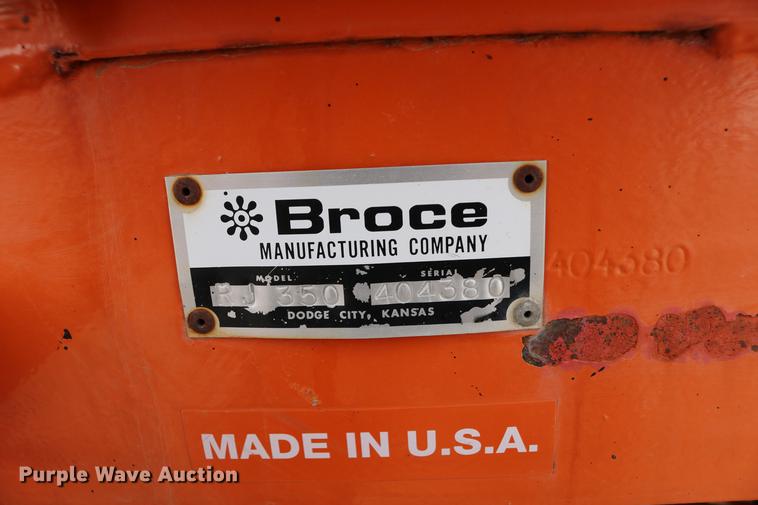 Broce
MANUFACTURING COMPANY
MODEL SERIAL
RJ 350 404380
DODGE CITY, KANSAS
404380
MADE IN U.S.A.
Purple Wave Auction